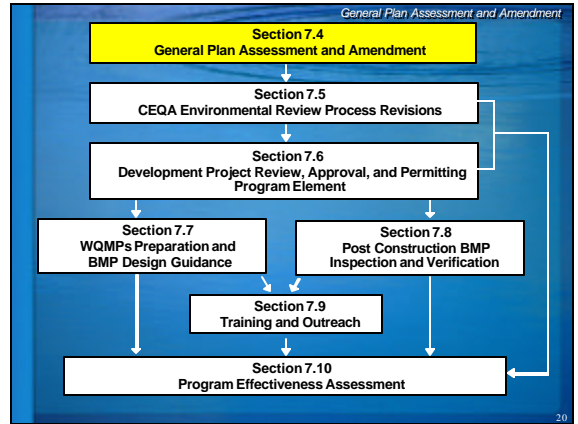 General Plan Assessment and Amendment
Section 7.4
General Plan Assessment and Amendment
Section 7.5
CEQA Environmental Review Process Revisions
Section 7.6
Development Project Review, Approval, and Permitting
Program Element
Section 7.7
WQMPs Preparation and
BMP Design Guidance
Section 7.8
Post Construction BMP
Inspection and Verification
Section 7.9
Training and Outreach
Section 7.10
Program Effectiveness Assessment
20